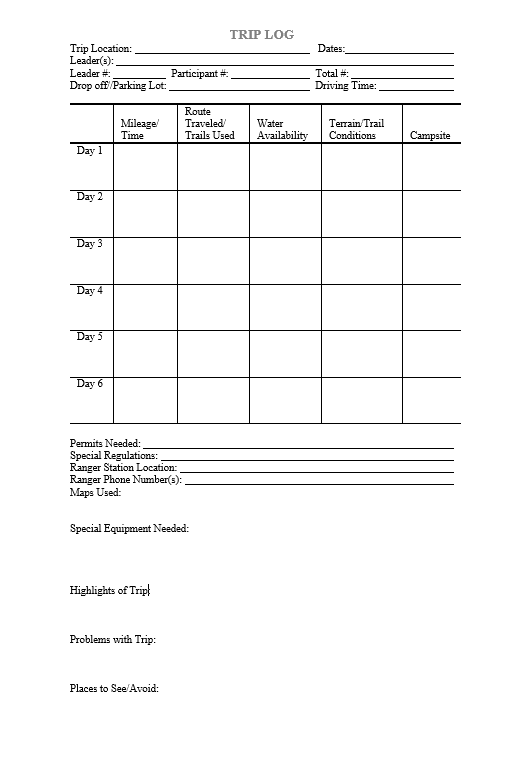 TRIP LOG
Trip Location: Dates:
Leader(s):
Leader #: Participant #: Total #:
Drop off//Parking Lot: Driving Time:
Mileage/ Time Route Traveled/ Trails Used Water Availability Terrain/Trail Conditions Campsite
Day 1
Day 2
Day 3
Day 4
Day 5
Day 6
Permits Needed:
Special Regulations:
Ranger Station Location:
Ranger Phone Number(s):
Maps Used:
Special Equipment Needed:
Highlights of Trip:
Problems with Trip:
Places to See/Avoid: